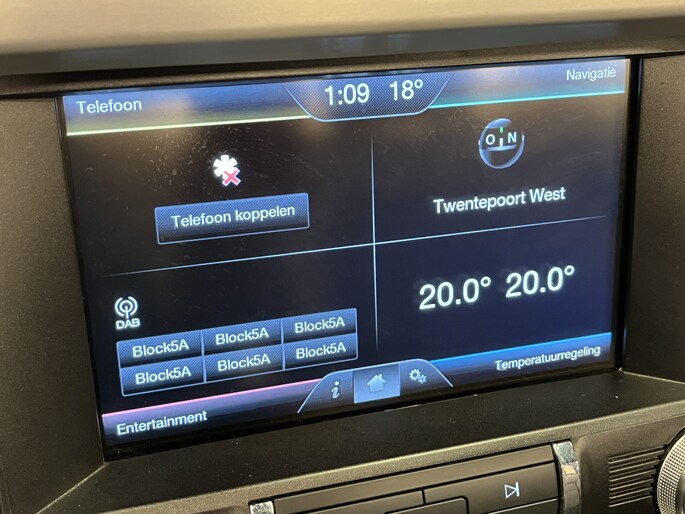 Telefoon
1:09 18°
Navigatie
Telefoon koppelen
O N
Twentepoort West
DAB
Block5A Block5A Block5A
Block5A Block5A Block5A
20.0° 20.0°
Entertainment
i
Temperatuurregeling